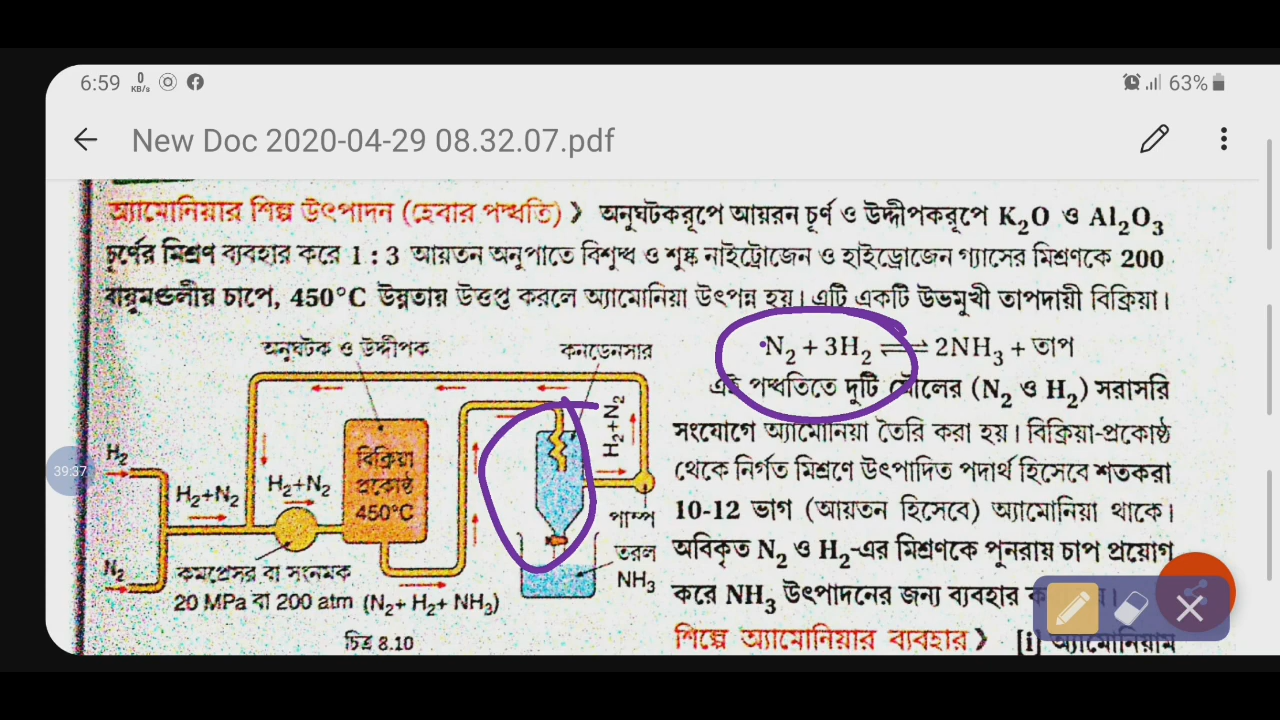 6:59 0 KB/s 63%
New Doc 2020-04-29 08.32.07.pdf
অ্যামোনিয়ার শিল্প উৎপাদন (হেবার পদ্ধতি) ❯ অনুঘটকরূপে আয়রন চূর্ণ ও উদ্দীপকরূপে K₂O ও Al₂O₃
চূর্ণের মিশ্রণ ব্যবহার করে 1 : 3 আয়তন অনুপাতে বিশুদ্ধ ও শুষ্ক নাইট্রোজেন ও হাইড্রোজেন গ্যাসের মিশ্রণকে 200
বায়ুমণ্ডলীয় চাপে, 450°C উষ্ণতায় উত্তপ্ত করলে অ্যামোনিয়া উৎপন্ন হয়। এটি একটি উভমুখী তাপদায়ী বিক্রিয়া।
অনুঘটক ও উদ্দীপক
কনডেনসার
H₂+N₂
H₂
H₂+N₂
H₂+N₂
বিক্রিয়া
প্রকোষ্ঠ
450°C
39:37
পাম্প
তরল
NH₃
N₂
কমপ্রেসর বা সংনমক
20 MPa বা 200 atm (N₂+ H₂+ NH₃)
চিত্র 8.10
N₂ + 3H₂ ⇌ 2NH₃ + তাপ
এই পদ্ধতিতে দুটি মৌলের (N₂ ও H₂) সরাসরি
সংযোগে অ্যামোনিয়া তৈরি করা হয়। বিক্রিয়া-প্রকোষ্ঠ
থেকে নির্গত মিশ্রণে উৎপাদিত পদার্থ হিসেবে শতকরা
10-12 ভাগ (আয়তন হিসেবে) অ্যামোনিয়া থাকে।
অবিকৃত N₂ ও H₂-এর মিশ্রণকে পুনরায় চাপ প্রয়োগ
করে NH₃ উৎপাদনের জন্য ব্যবহার
শিল্পে অ্যামোনিয়ার ব্যবহার ❯ [i] অ্যামোনিয়াম